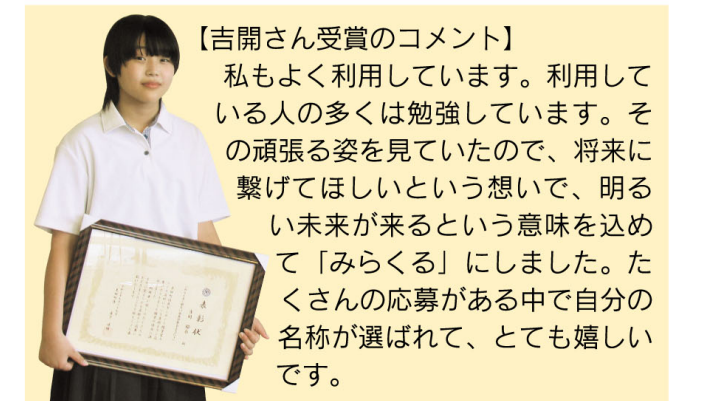 【吉開さん受賞のコメント】
私もよく利用しています。利用して
いる人の多くは勉強しています。そ
の頑張る姿を見ていたので、将来に
繋げてほしいという想いで、明る
い未来が来るという意味を込め
て「みらくる」にしました。た
くさんの応募がある中で自分の
名称が選ばれて、とても嬉しい
です。
表彰状